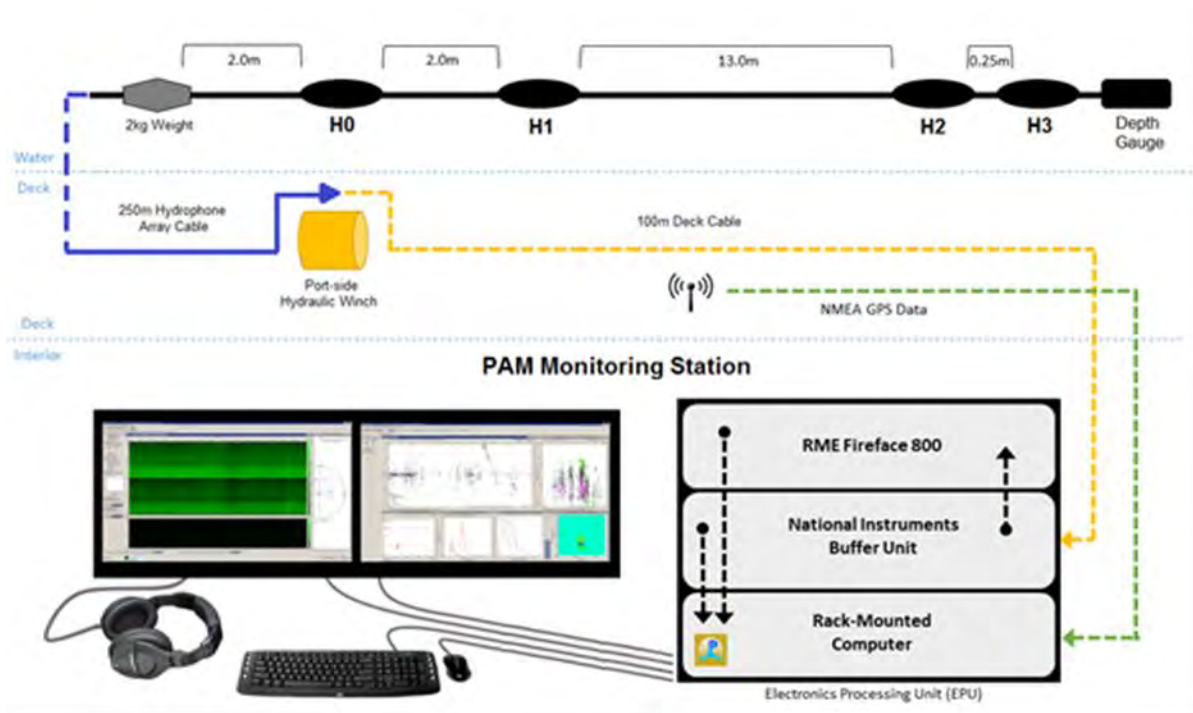 2.0m
2.0m
13.0m
0.25m
2kg Weight
H0
H1
H2
H3
Depth
Gauge
Water
Deck
250m Hydrophone
Array Cable
100m Deck Cable
Port-side
Hydraulic Winch
NMEA GPS Data
Deck
Interior
PAM Monitoring Station
RME Fireface 800
National Instruments
Buffer Unit
Rack-Mounted
Computer
Electronics Processing Unit (EPU)